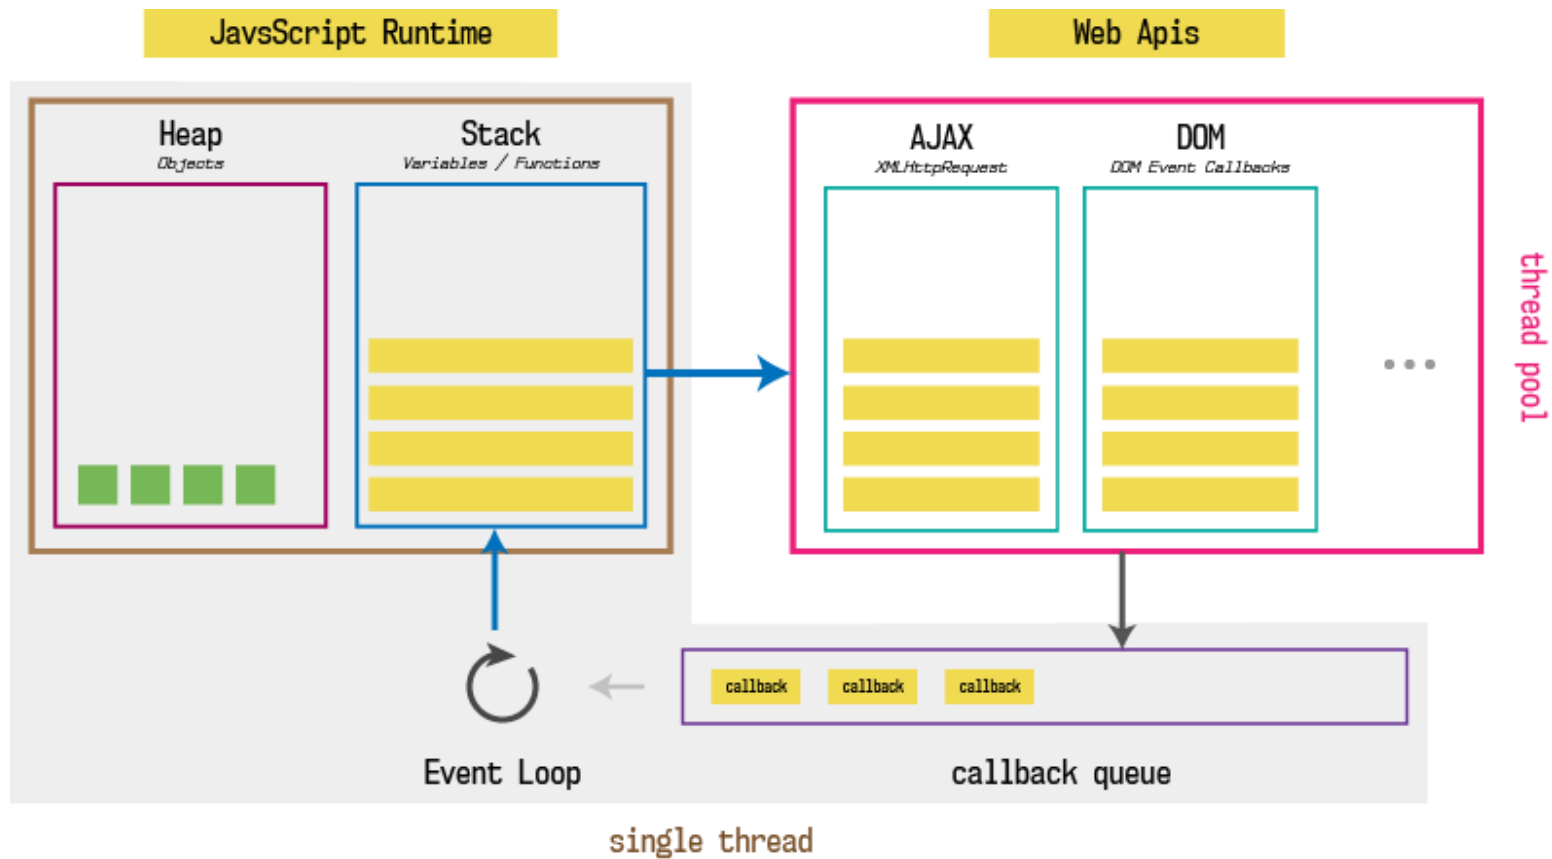 JavsScript Runtime
Web Apis
Heap
Objects
Stack
Variables / Functions
AJAX
XMLHttpRequest
DOM
DOM Event Callbacks
thread pool
callback
callback
callback
Event Loop
callback queue
single thread